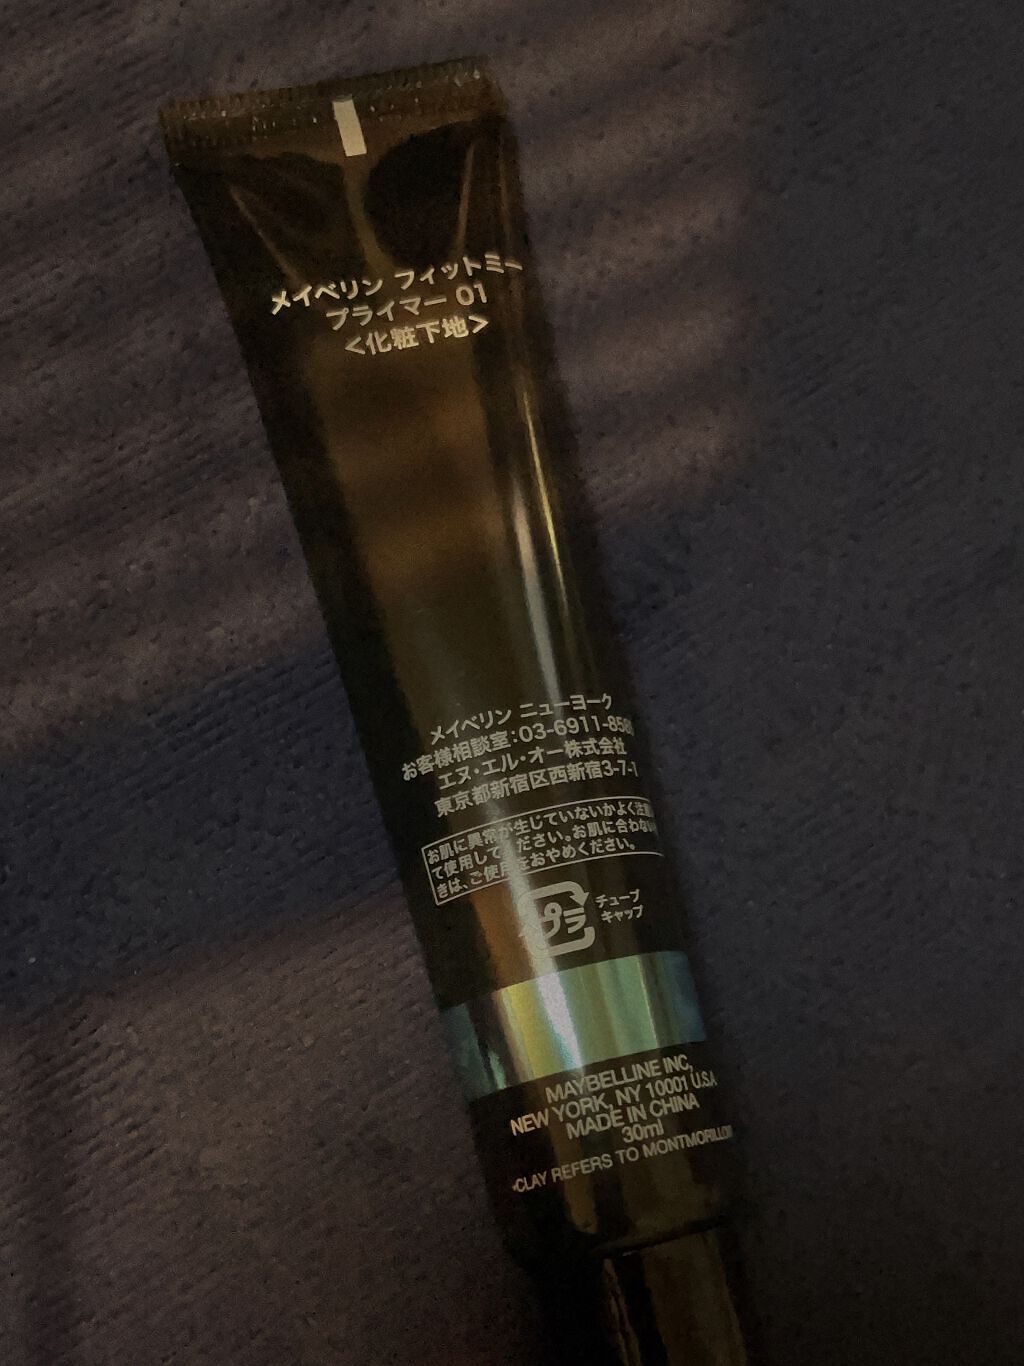 メイベリン フィットミー
プライマー 01
<化粧下地>
メイベリン ニューヨーク
お客様相談室:03-6911-858
エヌ・エル・オー株式会社
東京都新宿区西新宿3-7-1
お肌に異常が生じていないかよく注意し
て使用してください。お肌に合わない
きは、ご使用をおやめください。
プラ
チューブ
キャップ
MAYBELLINE INC,
NEW YORK, NY 10001 U.S.A
MADE IN CHINA
30ml
*CLAY REFERS TO MONTMORILLON